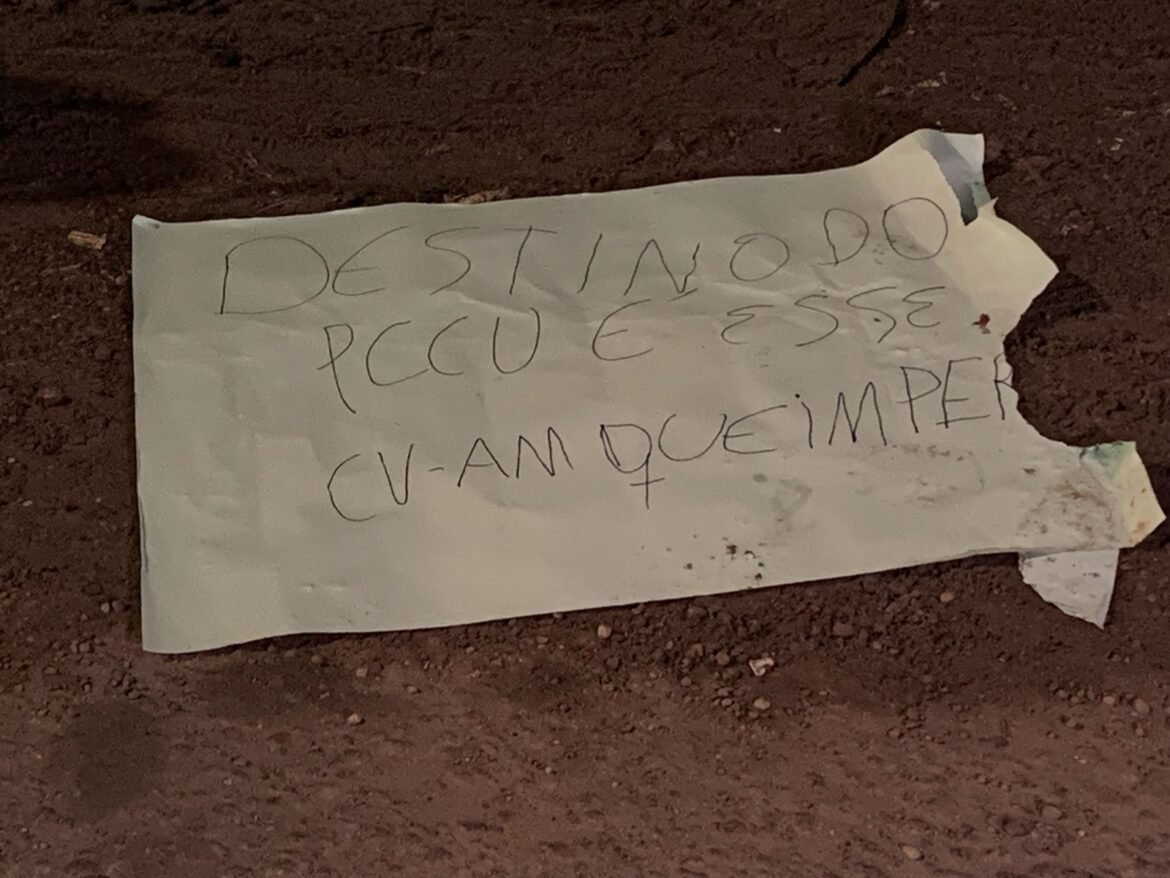 DESTINO DO
PCCU E ESSE
CV-AM QUEIMPER